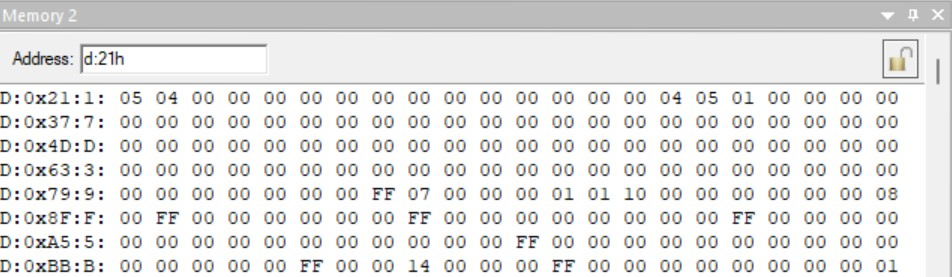 Memory 2
Address: d:21h
D:0x21:1: 05 04 00 00 00 00 00 00 00 00 00 00 00 00 00 04 05 01 00 00 00 00
D:0x37:7: 00 00 00 00 00 00 00 00 00 00 00 00 00 00 00 00 00 00 00 00 00 00
D:0x4D:D: 00 00 00 00 00 00 00 00 00 00 00 00 00 00 00 00 00 00 00 00 00 00
D:0x63:3: 00 00 00 00 00 00 00 00 00 00 00 00 00 00 00 00 00 00 00 00 00 00
D:0x79:9: 00 00 00 00 00 00 00 FF 07 00 00 00 01 01 10 00 00 00 00 00 00 08
D:0x8F:F: 00 FF 00 00 00 00 00 00 FF 00 00 00 00 00 00 00 00 FF 00 00 00 00
D:0xA5:5: 00 00 00 00 00 00 00 00 00 00 00 FF 00 00 00 00 00 00 00 00 00 00
D:0xBB:B: 00 00 00 00 00 FF 00 00 14 00 00 00 FF 00 00 00 00 00 00 00 00 01